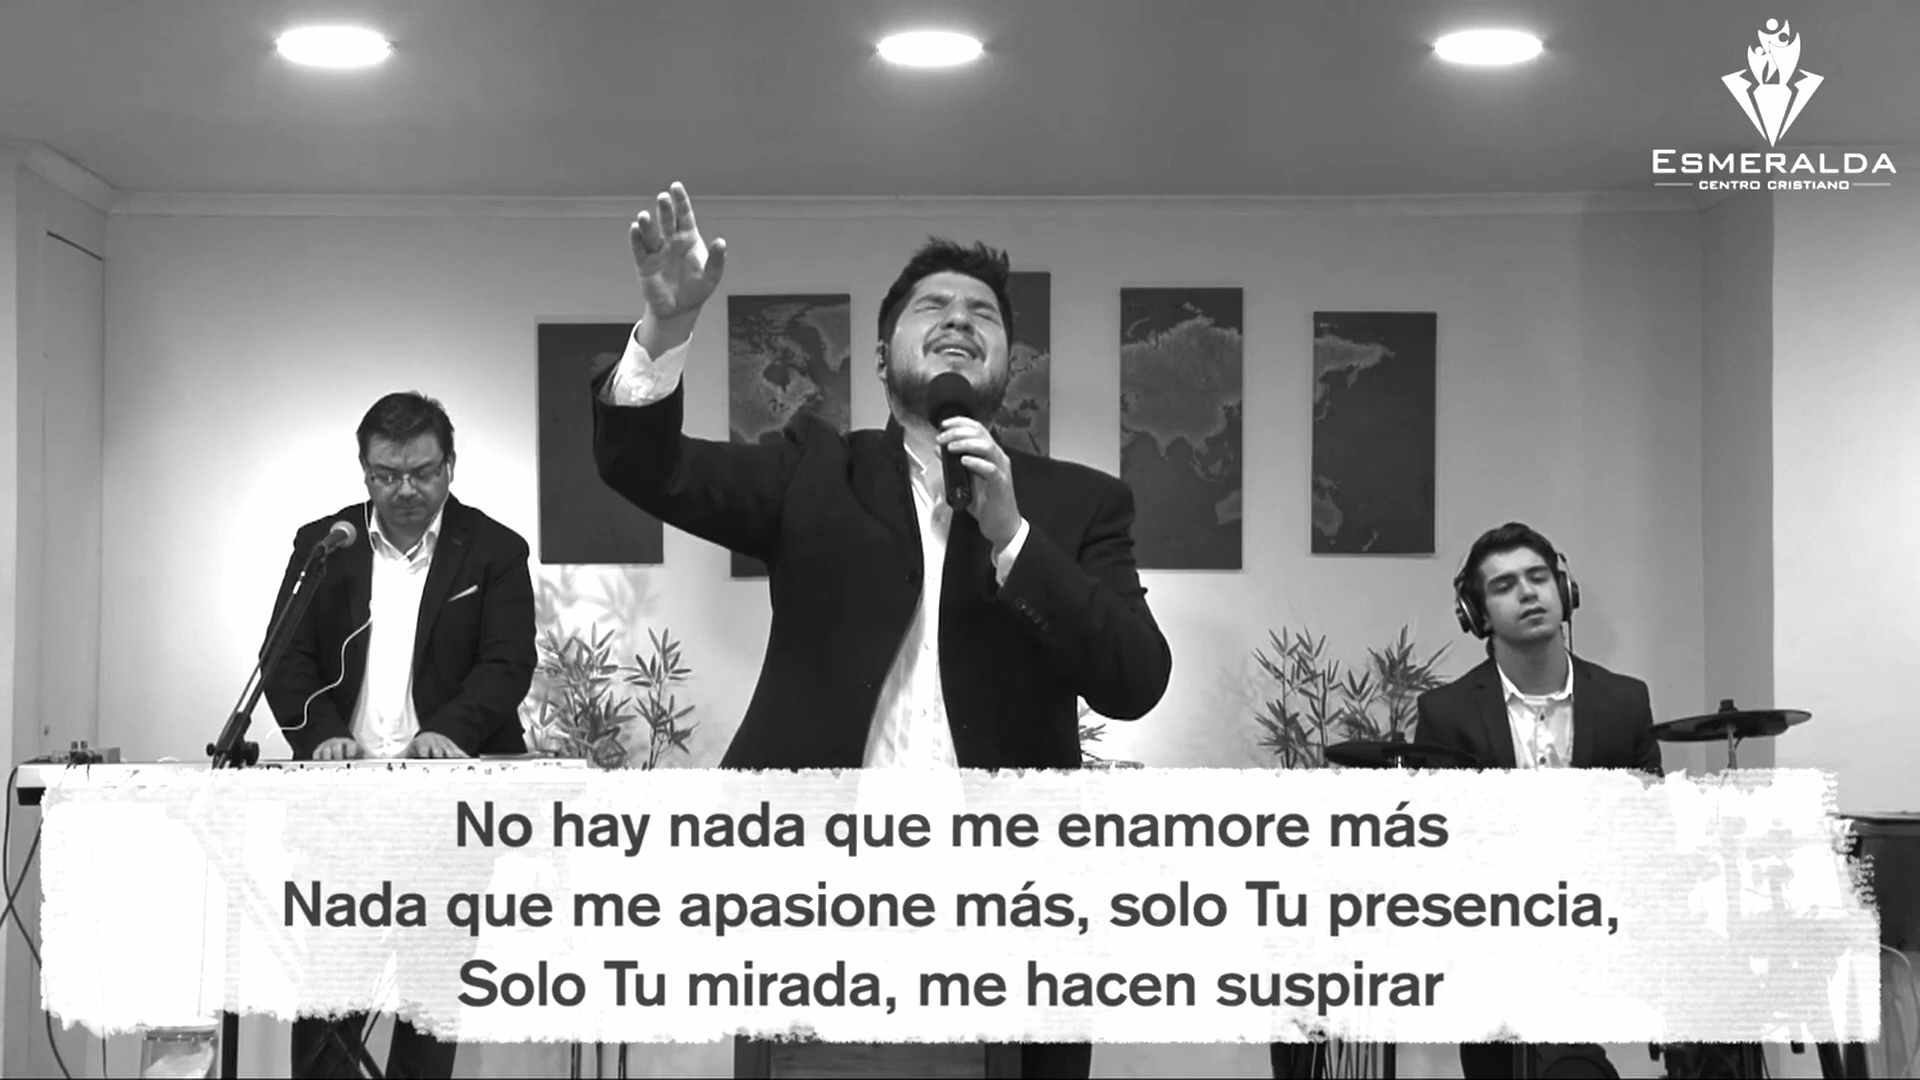 ESMERALDA
CENTRO CRISTIANO
No hay nada que me enamore más
Nada que me apasione más, solo Tu presencia,
Solo Tu mirada, me hacen suspirar